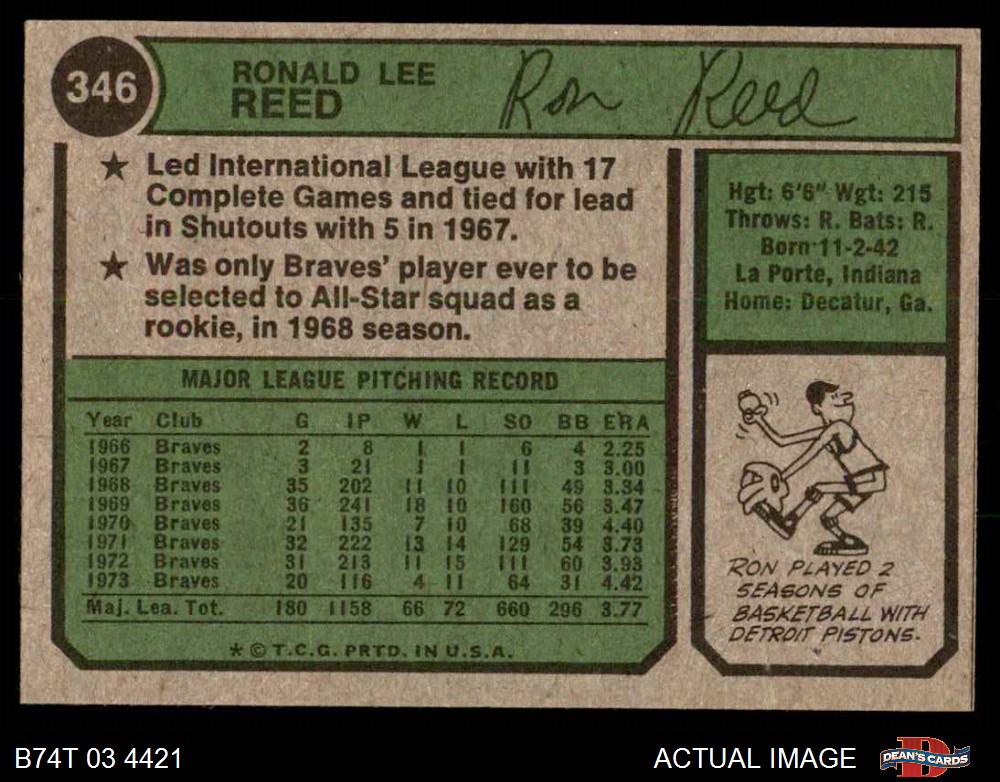 346
RONALD LEE
REED
Ron Reed
★ Led International League with 17
Complete Games and tied for lead
in Shutouts with 5 in 1967.
★ Was only Braves' player ever to be
selected to All-Star squad as a
rookie, in 1968 season.
Hgt: 6'6" Wgt: 215
Throws: R. Bats: R.
Born 11-2-42
La Porte, Indiana
Home: Decatur, Ga.
MAJOR LEAGUE PITCHING RECORD
Year Club G IP W L SO BB ERA
1966 Braves 2 8 1 1 6 4 2.25
1967 Braves 3 21 1 1 11 3 3.00
1968 Braves 35 202 11 10 111 49 3.34
1969 Braves 36 241 18 10 160 56 3.47
1970 Braves 21 135 7 10 68 39 4.40
1971 Braves 32 222 13 14 129 54 3.73
1972 Braves 31 213 11 15 111 60 3.93
1973 Braves 20 116 4 11 64 31 4.42
Maj. Lea. Tot. 180 1158 66 72 660 296 3.77
* © T.C.G. PRTD. IN U.S.A.
RON PLAYED 2
SEASONS OF
BASKETBALL WITH
DETROIT PISTONS.
B74T 03 4421
ACTUAL IMAGE
DEAN'S CARDS